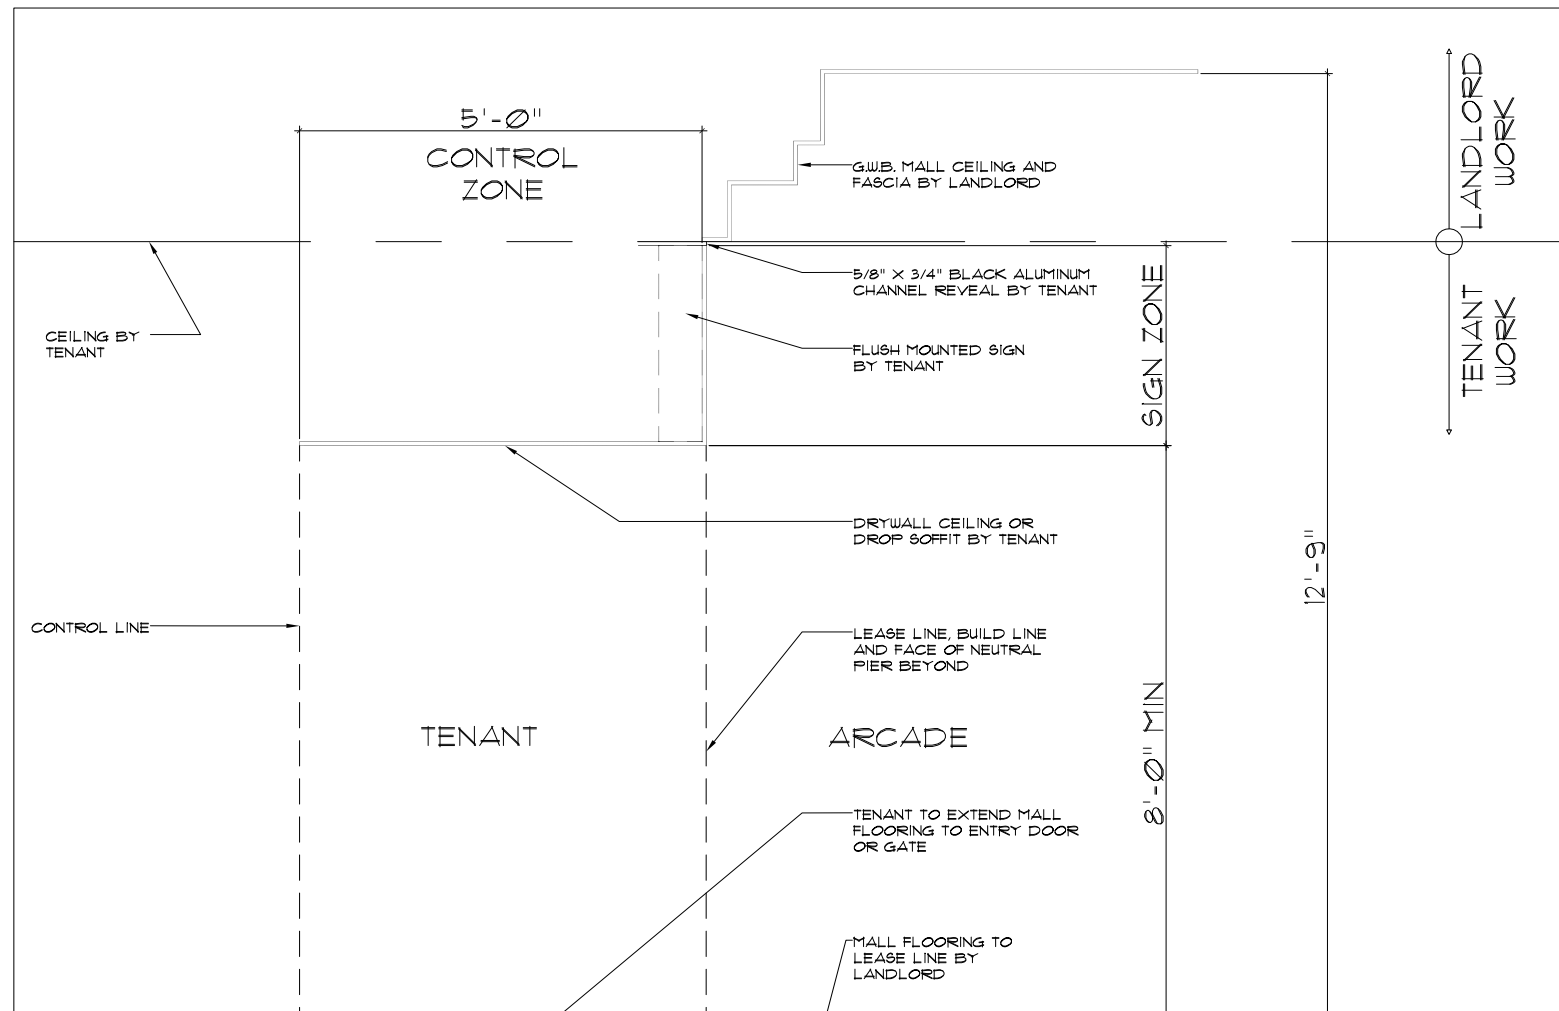 5'-0"
CONTROL
ZONE
G.W.B. MALL CEILING AND
FASCIA BY LANDLORD
LANDLORD
WORK
5/8" X 3/4" BLACK ALUMINUM
CHANNEL REVEAL BY TENANT
CEILING BY
TENANT
FLUSH MOUNTED SIGN
BY TENANT
SIGN ZONE
TENANT
WORK
DRYWALL CEILING OR
DROP SOFFIT BY TENANT
12'-9"
CONTROL LINE
LEASE LINE, BUILD LINE
AND FACE OF NEUTRAL
PIER BEYOND
TENANT
ARCADE
8'-0" MIN
TENANT TO EXTEND MALL
FLOORING TO ENTRY DOOR
OR GATE
MALL FLOORING TO
LEASE LINE BY
LANDLORD